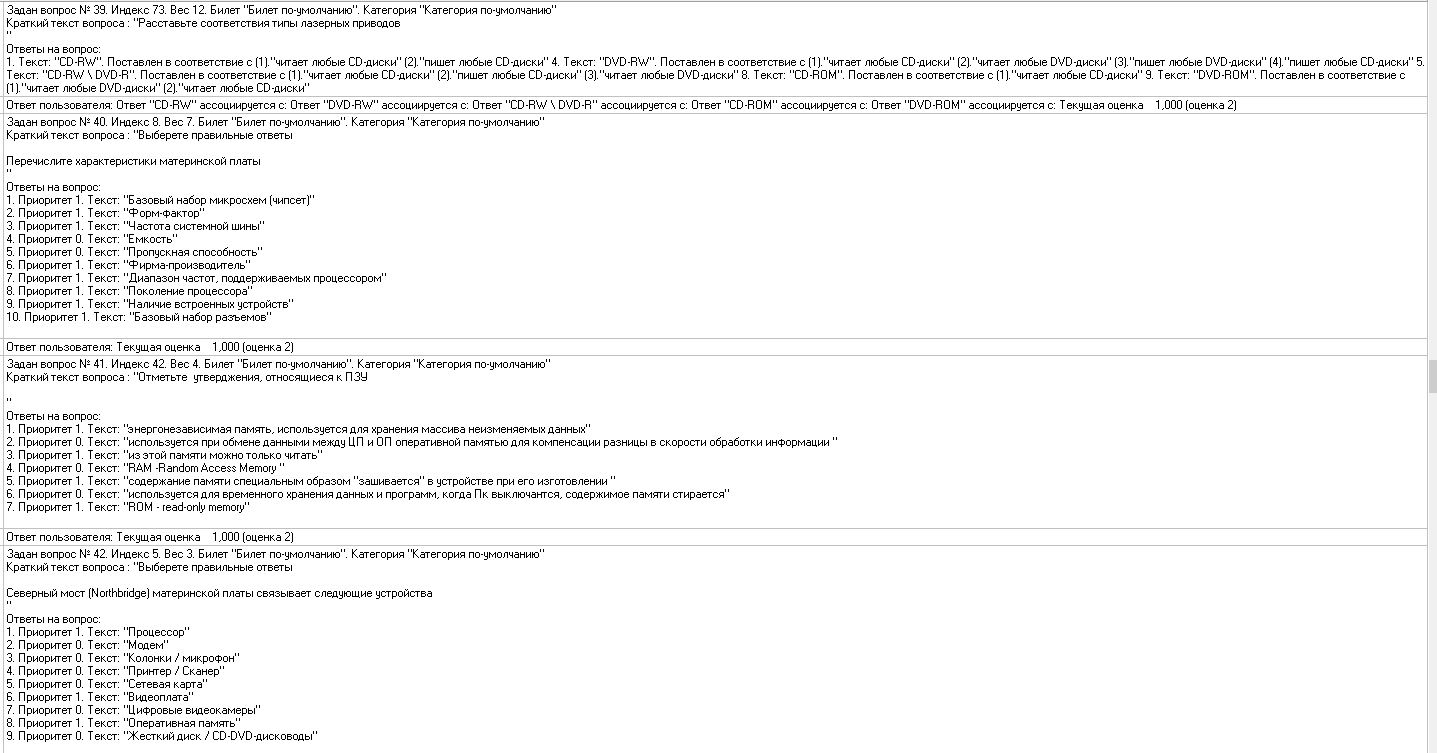 Задан вопрос № 39. Индекс 73. Вес 12. Билет "Билет по-умолчанию". Категория "Категория по-умолчанию"
Краткий текст вопроса : "Расставьте соответствия типы лазерных приводов
"
Ответы на вопрос:
1. Текст: "CD-RW". Поставлен в соответствие с (1)."читает любые CD-диски" (2)."пишет любые CD-диски" 4. Текст: "DVD-RW". Поставлен в соответствие с (1)."читает любые CD-диски" (2)."читает любые DVD-диски" (3)."пишет любые DVD-диски" (4)."пишет любые CD-диски" 5.
Текст: "CD-RW \ DVD-R". Поставлен в соответствие с (1)."читает любые CD-диски" (2)."пишет любые CD-диски" (3)."читает любые DVD-диски" 8. Текст: "CD-ROM". Поставлен в соответствие с (1)."читает любые CD-диски" 9. Текст: "DVD-ROM". Поставлен в соответствие с
(1)."читает любые DVD-диски" (2)."читает любые CD-диски"
Ответ пользователя: Ответ "CD-RW" ассоциируется с: Ответ "DVD-RW" ассоциируется с: Ответ "CD-RW \ DVD-R" ассоциируется с: Ответ "CD-ROM" ассоциируется с: Ответ "DVD-ROM" ассоциируется с: Текущая оценка 1,000 (оценка 2)
Задан вопрос № 40. Индекс 8. Вес 7. Билет "Билет по-умолчанию". Категория "Категория по-умолчанию"
Краткий текст вопроса : "Выберете правильные ответы
Перечислите характеристики материнской платы
"
Ответы на вопрос:
1. Приоритет 1. Текст: "Базовый набор микросхем (чипсет)"
2. Приоритет 1. Текст: "Форм-фактор"
3. Приоритет 1. Текст: "Частота системной шины"
4. Приоритет 0. Текст: "Емкость"
5. Приоритет 0. Текст: "Пропускная способность"
6. Приоритет 1. Текст: "Фирма-производитель"
7. Приоритет 1. Текст: "Диапазон частот, поддерживаемых процессором"
8. Приоритет 1. Текст: "Поколение процессора"
9. Приоритет 1. Текст: "Наличие встроенных устройств"
10. Приоритет 1. Текст: "Базовый набор разъемов"
Ответ пользователя: Текущая оценка 1,000 (оценка 2)
Задан вопрос № 41. Индекс 42. Вес 4. Билет "Билет по-умолчанию". Категория "Категория по-умолчанию"
Краткий текст вопроса : "Отметьте утверджения, относящиеся к ПЗУ
"
Ответы на вопрос:
1. Приоритет 1. Текст: "энергонезависимая память, используется для хранения массива неизменяемых данных"
2. Приоритет 0. Текст: "используется при обмене данными между ЦП и ОП оперативной памятью для компенсации разницы в скорости обработки информации "
3. Приоритет 1. Текст: "из этой памяти можно только читать"
4. Приоритет 0. Текст: "RAM -Random Access Memory "
5. Приоритет 1. Текст: "содержание памяти специальным образом "зашивается" в устройстве при его изготовлении "
6. Приоритет 0. Текст: "используется для временного хранения данных и программ, когда Пк выключантся, содержимое памяти стирается"
7. Приоритет 1. Текст: "ROM - read-only memory"
Ответ пользователя: Текущая оценка 1,000 (оценка 2)
Задан вопрос № 42. Индекс 5. Вес 3. Билет "Билет по-умолчанию". Категория "Категория по-умолчанию"
Краткий текст вопроса : "Выберете правильные ответы
Северный мост (Northbridge) материнской платы связывает следующие устройства
"
Ответы на вопрос:
1. Приоритет 1. Текст: "Процессор"
2. Приоритет 0. Текст: "Модем"
3. Приоритет 0. Текст: "Колонки / микрофон"
4. Приоритет 0. Текст: "Принтер / Сканер"
5. Приоритет 0. Текст: "Сетевая карта"
6. Приоритет 1. Текст: "Видеоплата"
7. Приоритет 0. Текст: "Цифровые видеокамеры"
8. Приоритет 1. Текст: "Оперативная память"
9. Приоритет 0. Текст: "Жесткий диск / CD-DVD-дисководы"